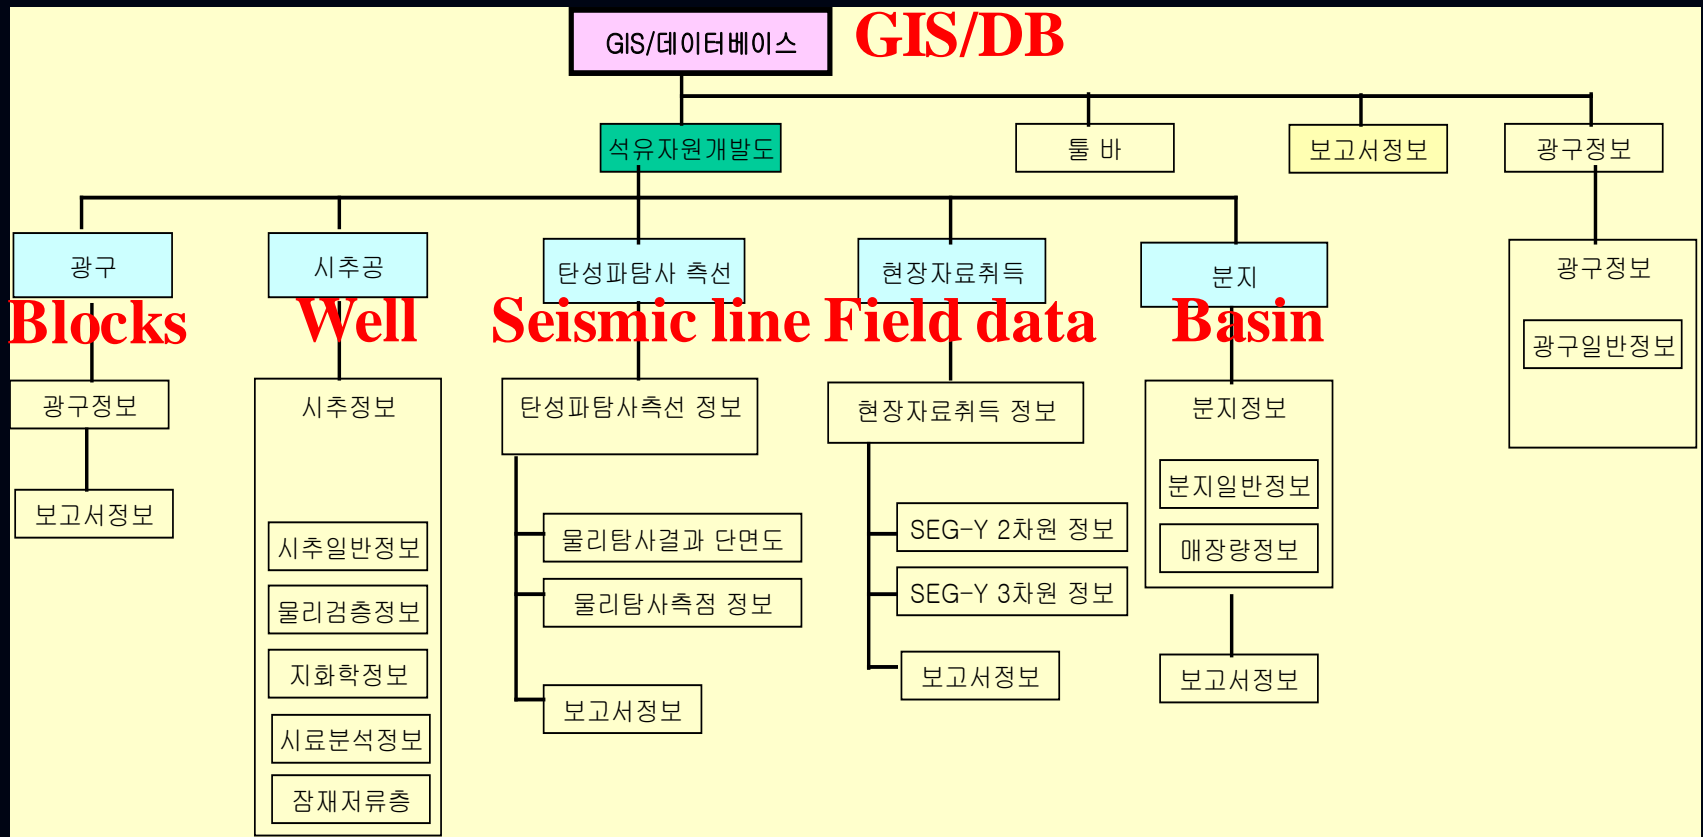 GIS/데이터베이스
GIS/DB
석유자원개발도
툴 바
보고서정보
광구정보
광구
시추공
탄성파탐사 측선
현장자료취득
분지
광구정보
광구일반정보
Blocks
Well
Seismic line
Field data
Basin
광구정보
보고서정보
시추정보
시추일반정보
물리검층정보
지화학정보
시료분석정보
잠재저류층
탄성파탐사측선 정보
물리탐사결과 단면도
물리탐사측점 정보
보고서정보
현장자료취득 정보
SEG-Y 2차원 정보
SEG-Y 3차원 정보
보고서정보
분지정보
분지일반정보
매장량정보
보고서정보